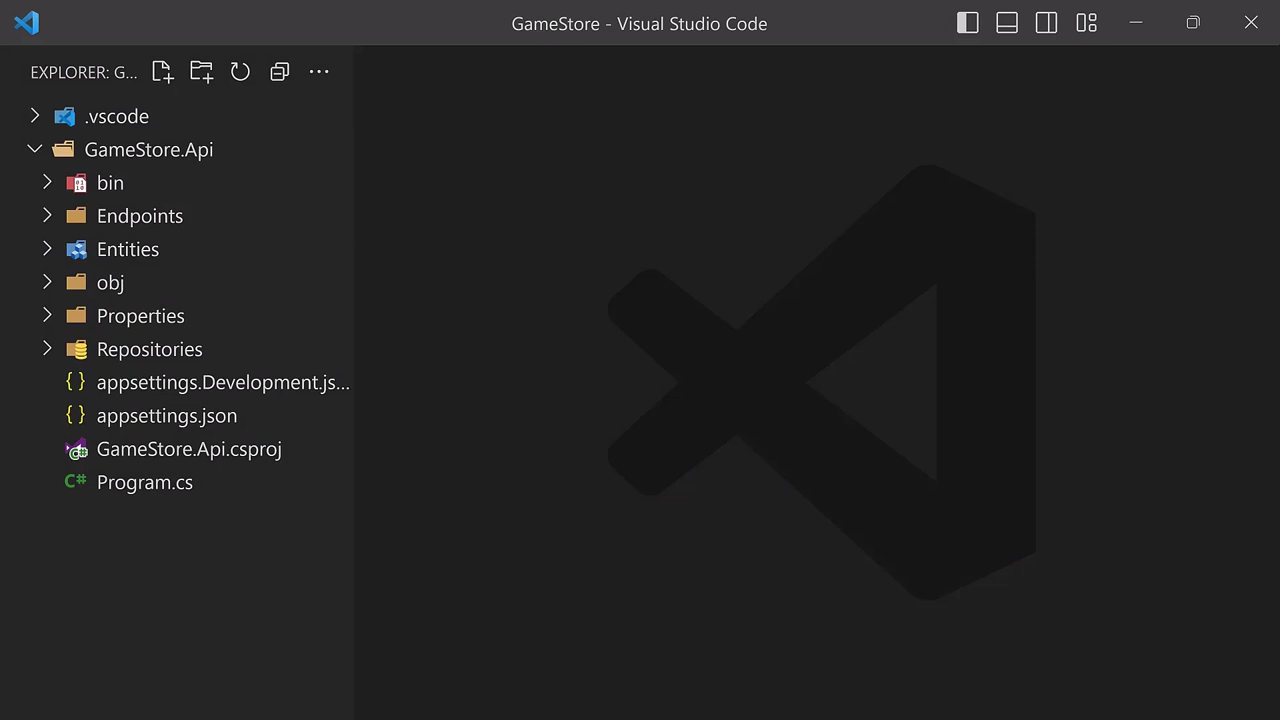 GameStore - Visual Studio Code
EXPLORER: G...
.vscode
GameStore.Api
bin
Endpoints
Entities
obj
Properties
Repositories
{ } appsettings.Development.js...
{ } appsettings.json
GameStore.Api.csproj
C# Program.cs